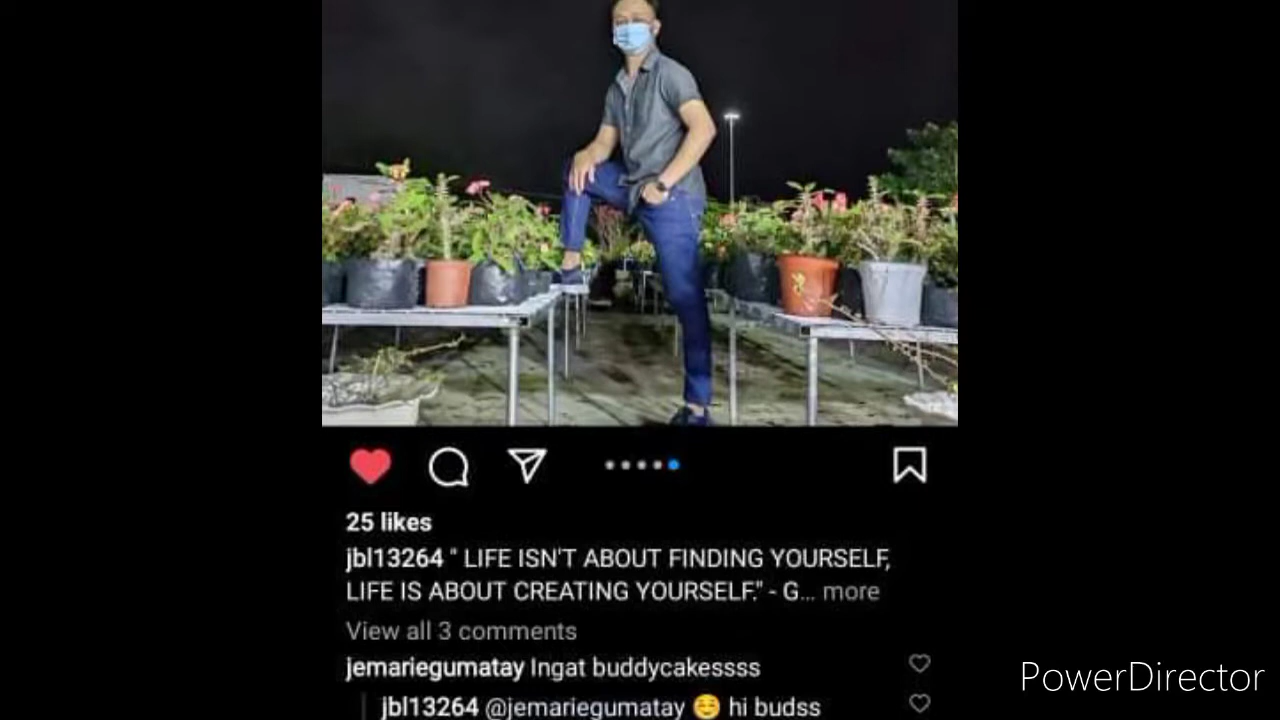 25 likes
jbl13264 " LIFE ISN'T ABOUT FINDING YOURSELF,
LIFE IS ABOUT CREATING YOURSELF." - G... more
View all 3 comments
jemariegumatay Ingat buddycakessss
jbl13264 @jemariegumatay ☺️ hi budss
PowerDirector